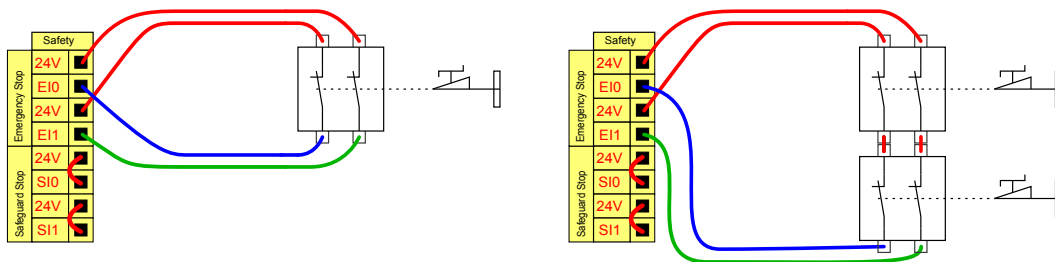 Safety
Emergency Stop
24V
EI0
24V
EI1
Safeguard Stop
24V
SI0
24V
SI1
Safety
Emergency Stop
24V
EI0
24V
EI1
Safeguard Stop
24V
SI0
24V
SI1